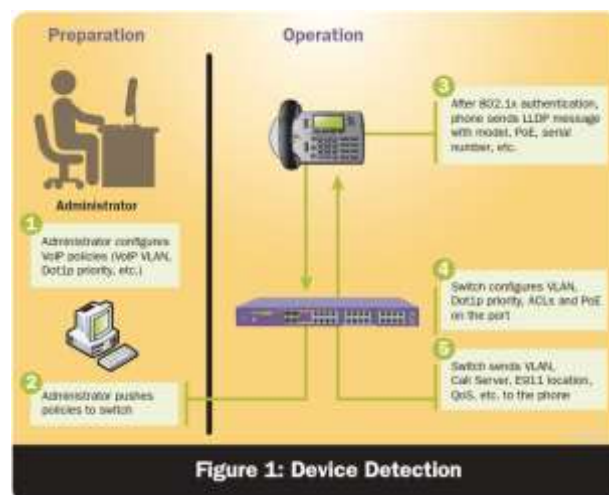 Preparation
Operation
Administrator
1
Administrator configures
VoIP policies (VoIP VLAN,
Dot1p priority, etc.)
2
Administrator pushes
policies to switch
3
After 802.1x authentication,
phone sends LLDP message
with model, PoE, serial
number, etc.
4
Switch configures VLAN,
Dot1p priority, ACLs and PoE
on the port
5
Switch sends VLAN,
Call Server, E911 location,
QoS, etc. to the phone
Figure 1: Device Detection